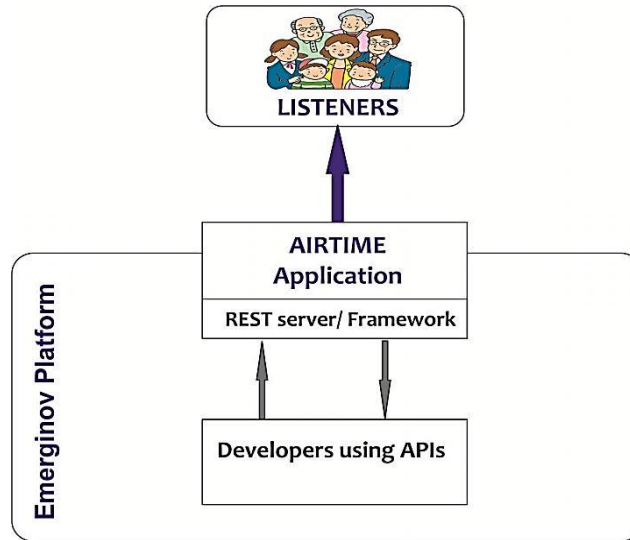 LISTENERS
AIRTIME
Application
REST server/ Framework
Developers using APIs
Emerginov Platform